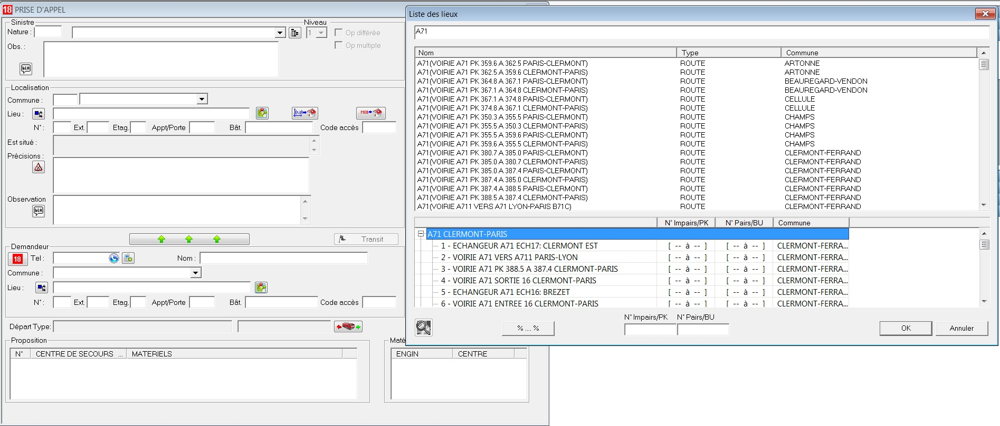 18 PRISE D'APPEL
Sinistre
Niveau
Nature :
1
Op différée
Op multiple
Obs. :
bLA
Localisation
Commune :
Lieu :
(x,y)
MOB
N° :
Ext.
Etag.
Appt/Porte
Bât.
Code accès
Est situé :
Précisions :
Observation
bLA
Transit
Demandeur
18
Tel :
Nom :
Commune :
Lieu :
N° :
Ext.
Etag.
Appt/Porte
Bât.
Code accès
Départ Type:
Proposition
N° CENTRE DE SECOURS ... MATERIELS
Maté
ENGIN CENTRE
Liste des lieux
A71
Nom Type Commune
A71(VOIRIE A71 PK 359.6 A 362.5 PARIS-CLERMONT) ROUTE ARTONNE
A71(VOIRIE A71 PK 362.5 A 359.6 CLERMONT-PARIS) ROUTE ARTONNE
A71(VOIRIE A71 PK 364.8 A 367.1 PARIS-CLERMONT) ROUTE BEAUREGARD-VENDON
A71(VOIRIE A71 PK 367.1 A 364.8 CLERMONT-PARIS) ROUTE BEAUREGARD-VENDON
A71(VOIRIE A71 PK 367.1 A 374.8 PARIS-CLERMONT) ROUTE CELLULE
A71(VOIRIE A71 PK 374.8 A 367.1 CLERMONT-PARIS) ROUTE CELLULE
A71(VOIRIE A71 PK 350.3 A 355.5 PARIS-CLERMONT) ROUTE CHAMPS
A71(VOIRIE A71 PK 355.5 A 350.3 CLERMONT-PARIS) ROUTE CHAMPS
A71(VOIRIE A71 PK 355.5 A 359.6 PARIS-CLERMONT) ROUTE CHAMPS
A71(VOIRIE A71 PK 359.6 A 355.5 CLERMONT-PARIS) ROUTE CHAMPS
A71(VOIRIE A71 PK 380.7 A 385.0 PARIS-CLERMONT) ROUTE CLERMONT-FERRAND
A71(VOIRIE A71 PK 385.0 A 380.7 CLERMONT-PARIS) ROUTE CLERMONT-FERRAND
A71(VOIRIE A71 PK 385.0 A 387.4 PARIS-CLERMONT) ROUTE CLERMONT-FERRAND
A71(VOIRIE A71 PK 387.4 A 385.0 CLERMONT-PARIS) ROUTE CLERMONT-FERRAND
A71(VOIRIE A71 PK 387.4 A 388.5 PARIS-CLERMONT) ROUTE CLERMONT-FERRAND
A71(VOIRIE A71 PK 388.5 A 387.4 CLERMONT-PARIS) ROUTE CLERMONT-FERRAND
A71(VOIRIE A711 VERS A71 LYON-PARIS B71C) ROUTE CLERMONT-FERRAND
N° Impairs/PK N° Pairs/BU Commune
A71 CLERMONT-PARIS
1 - ECHANGEUR A71 ECH17: CLERMONT EST [ -- à -- ] [ -- à -- ] CLERMONT-FERRA...
2 - VOIRIE A71 VERS A711 PARIS-LYON [ -- à -- ] [ -- à -- ] CLERMONT-FERRA...
3 - VOIRIE A71 PK 388.5 A 387.4 CLERMONT-PARIS [ -- à -- ] [ -- à -- ] CLERMONT-FERRA...
4 - VOIRIE A71 SORTIE 16 CLERMONT-PARIS [ -- à -- ] [ -- à -- ] CLERMONT-FERRA...
5 - ECHANGEUR A71 ECH16: BREZET [ -- à -- ] [ -- à -- ] CLERMONT-FERRA...
6 - VOIRIE A71 ENTREE 16 CLERMONT-PARIS [ -- à -- ] [ -- à -- ] CLERMONT-FERRA...
N° Impairs/PK N° Pairs/BU
% .... %
OK
Annuler